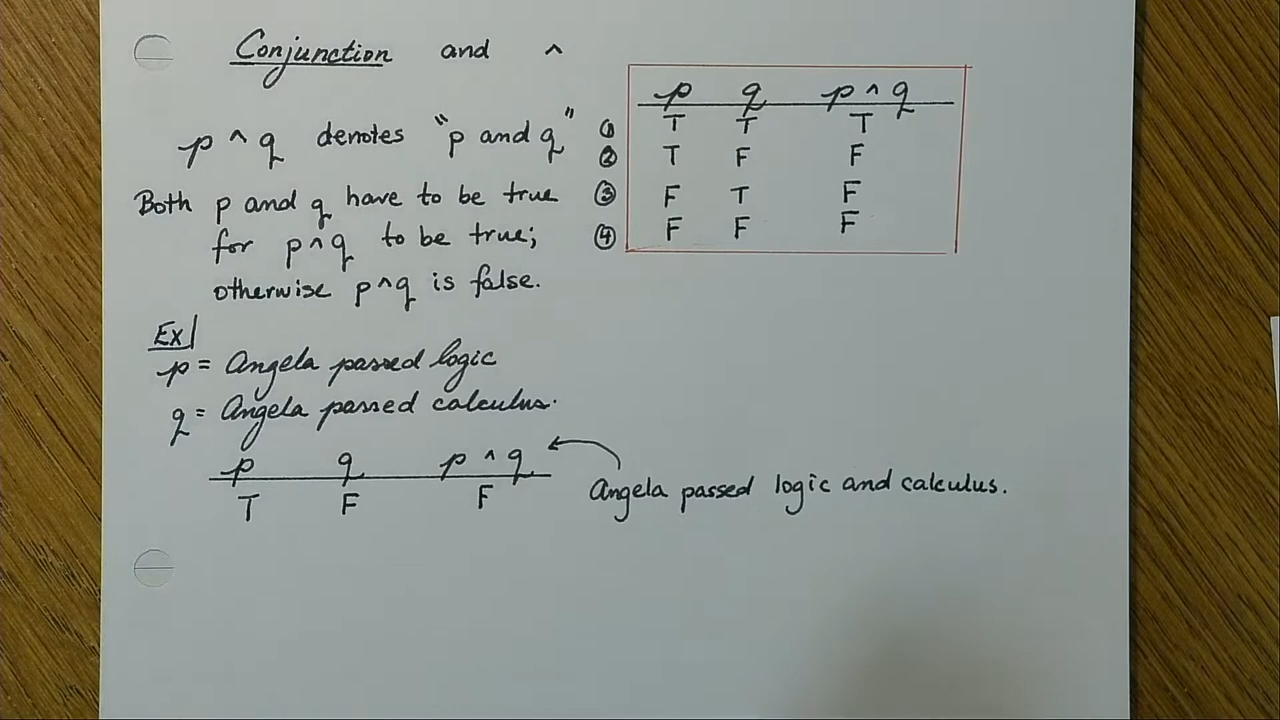 Conjunction and ^
p ^ q denotes "p and q"
Both p and q have to be true
for p^q to be true;
otherwise p^q is false.
p q p ^ q
① T T T
② T F F
③ F T F
④ F F F
Ex1
p = Angela passed logic
q = Angela passed calculus.
p q p ^ q
T F F
Angela passed logic and calculus.